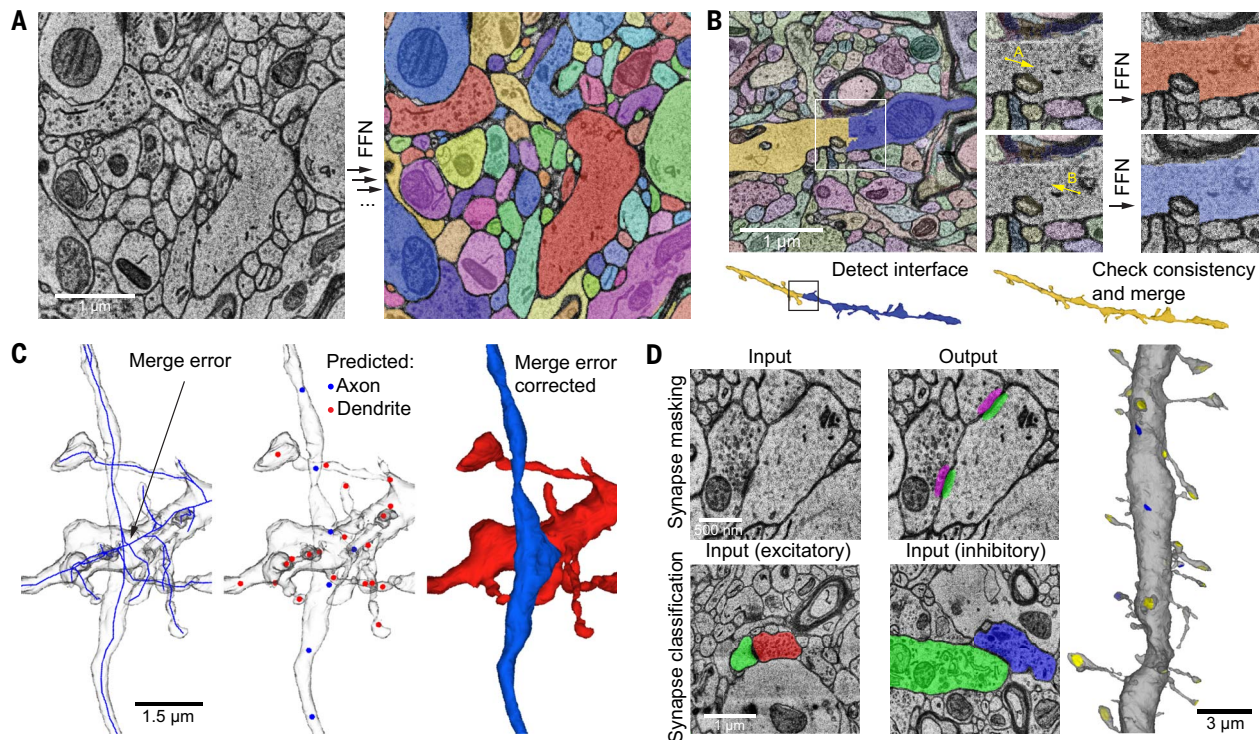 A
1 µm
FFN
...
B
1 µm
A
FFN
B
FFN
Detect interface
Check consistency
and merge
C
Merge error
Predicted:
Axon
Dendrite
Merge error
corrected
1.5 µm
D
Input
Output
Synapse masking
500 nm
Input (excitatory)
Input (inhibitory)
Synapse classification
1 µm
3 µm